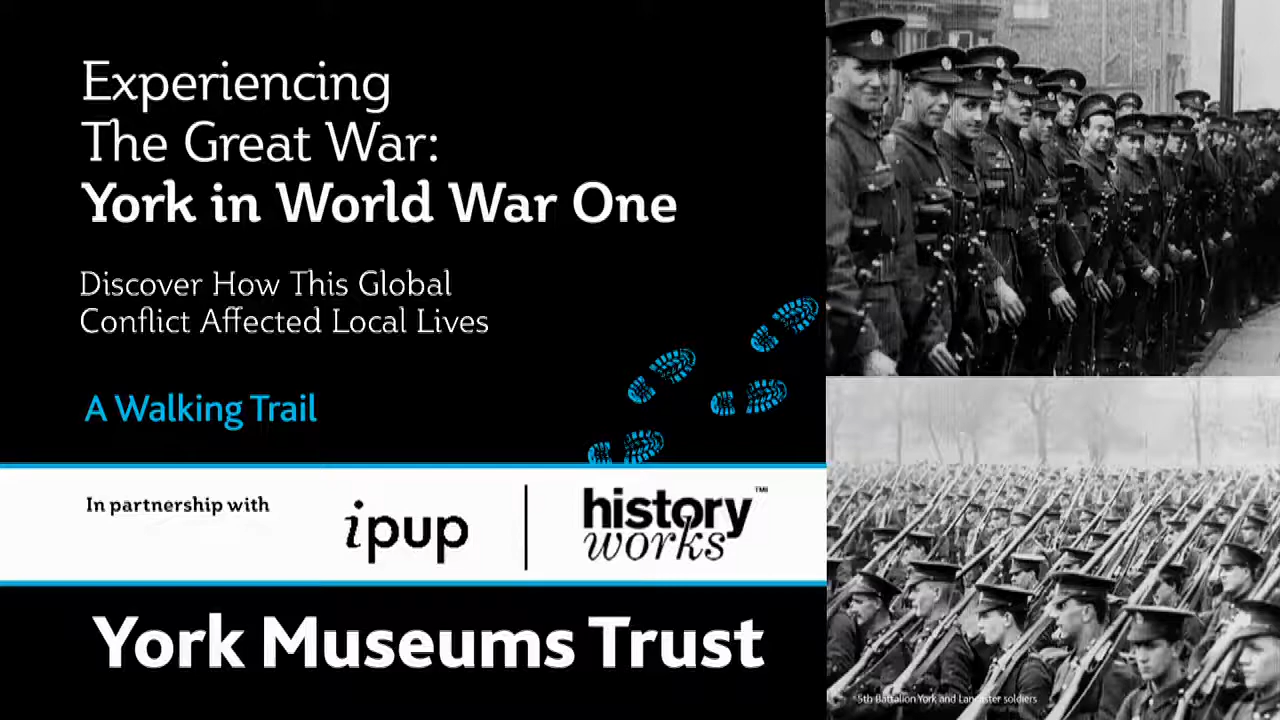 Experiencing
The Great War:
York in World War One
Discover How This Global
Conflict Affected Local Lives
A Walking Trail
In partnership with
ipup
history™
works
York Museums Trust
5th Battalion York and Lancaster soldiers